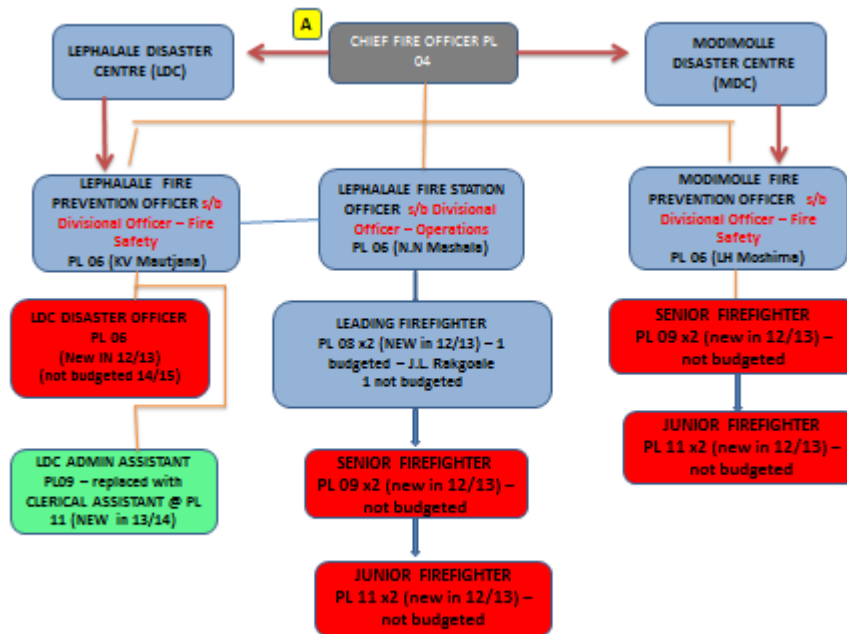 A
LEPHALALE DISASTER
CENTRE (LDC)
CHIEF FIRE OFFICER PL
04
MODIMOLLE
DISASTER CENTRE
(MDC)
LEPHALALE FIRE
PREVENTION OFFICER s/b
Divisional Officer – Fire
Safety
PL 06 (KV Mautjana)
LEPHALALE FIRE STATION
OFFICER s/b Divisional
Officer – Operations
PL 06 (N.N Mashala)
MODIMOLLE FIRE
PREVENTION OFFICER s/b
Divisional Officer – Fire
Safety
PL 06 (LH Moshima)
LDC DISASTER OFFICER
PL 06
(New IN 12/13)
(not budgeted 14/15)
LEADING FIREFIGHTER
PL 08 x2 (NEW in 12/13) – 1
budgeted – J.L. Rakgoale
1 not budgeted
SENIOR FIREFIGHTER
PL 09 x2 (new in 12/13) –
not budgeted
JUNIOR FIREFIGHTER
PL 11 x2 (new in 12/13) –
not budgeted
LDC ADMIN ASSISTANT
PL09 – replaced with
CLERICAL ASSISTANT @ PL
11 (NEW in 13/14)
SENIOR FIREFIGHTER
PL 09 x2 (new in 12/13) –
not budgeted
JUNIOR FIREFIGHTER
PL 11 x2 (new in 12/13) –
not budgeted